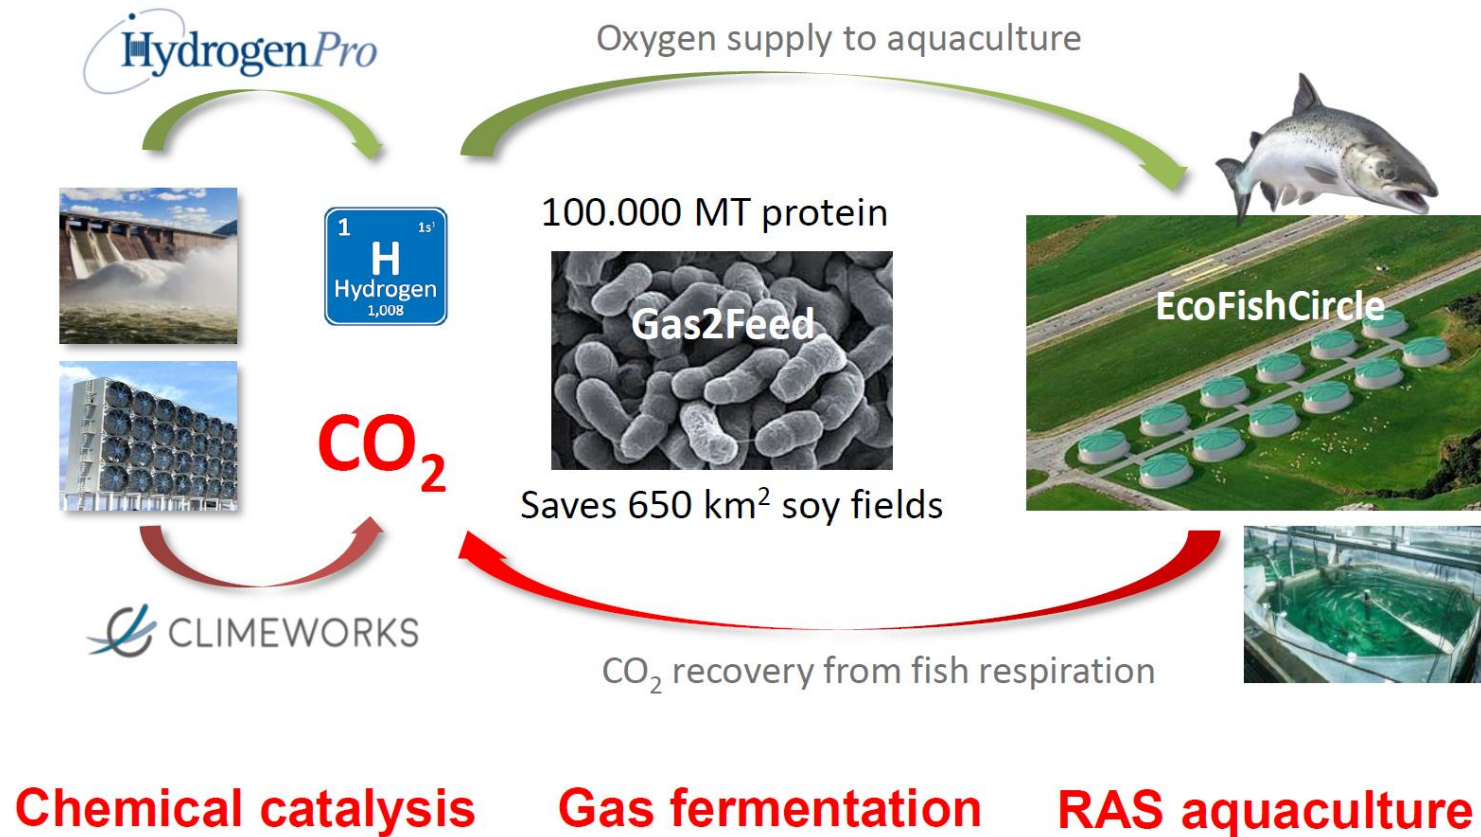 HydrogenPro
Oxygen supply to aquaculture
1 1s¹
H
Hydrogen
1,008
100.000 MT protein
Gas2Feed
EcoFishCircle
CO₂
Saves 650 km² soy fields
CLIMEWORKS
CO₂ recovery from fish respiration
Chemical catalysis Gas fermentation RAS aquaculture